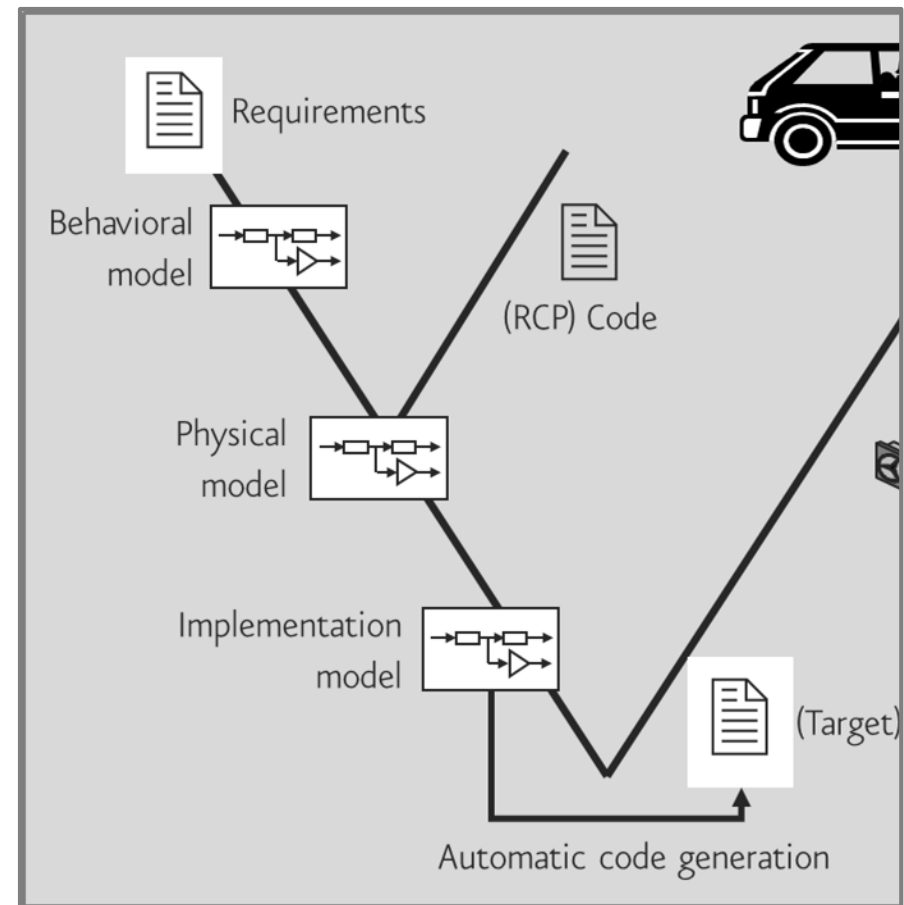 Requirements
Behavioral
model
(RCP) Code
Physical
model
Implementation
model
(Target)
Automatic code generation